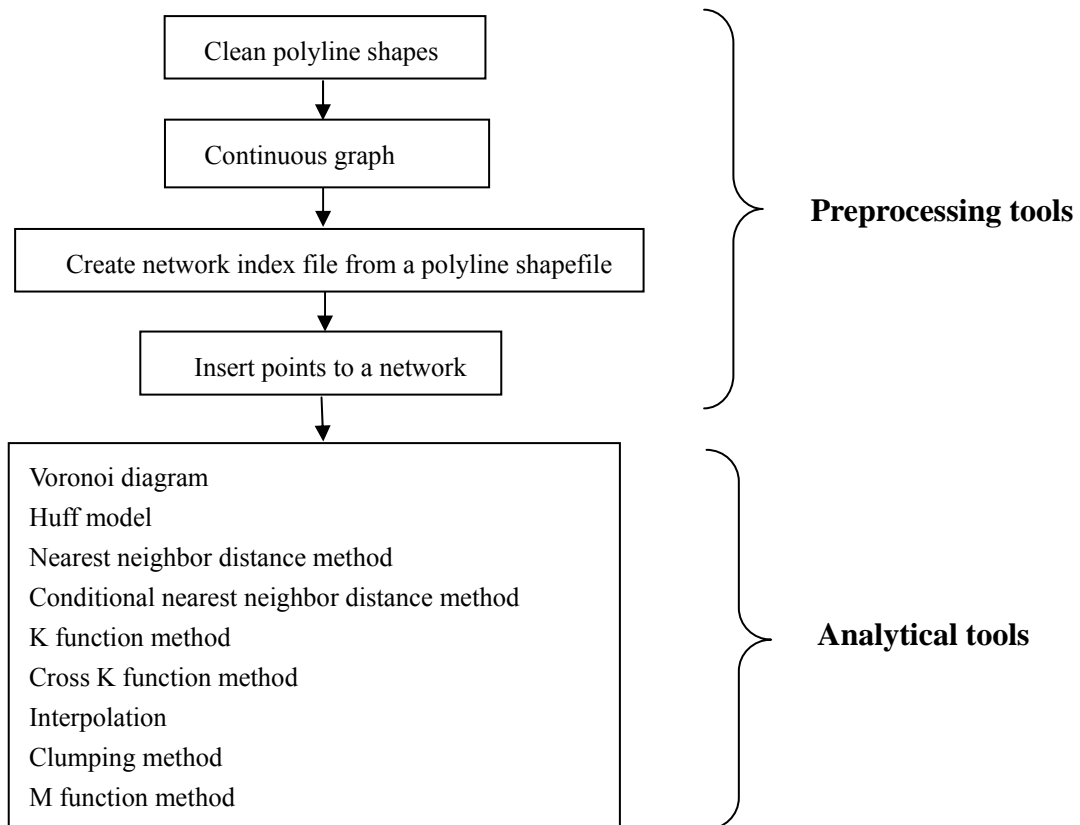 Clean polyline shapes
Continuous graph
Create network index file from a polyline shapefile
Insert points to a network
Preprocessing tools
Voronoi diagram
Huff model
Nearest neighbor distance method
Conditional nearest neighbor distance method
K function method
Cross K function method
Interpolation
Clumping method
M function method
Analytical tools